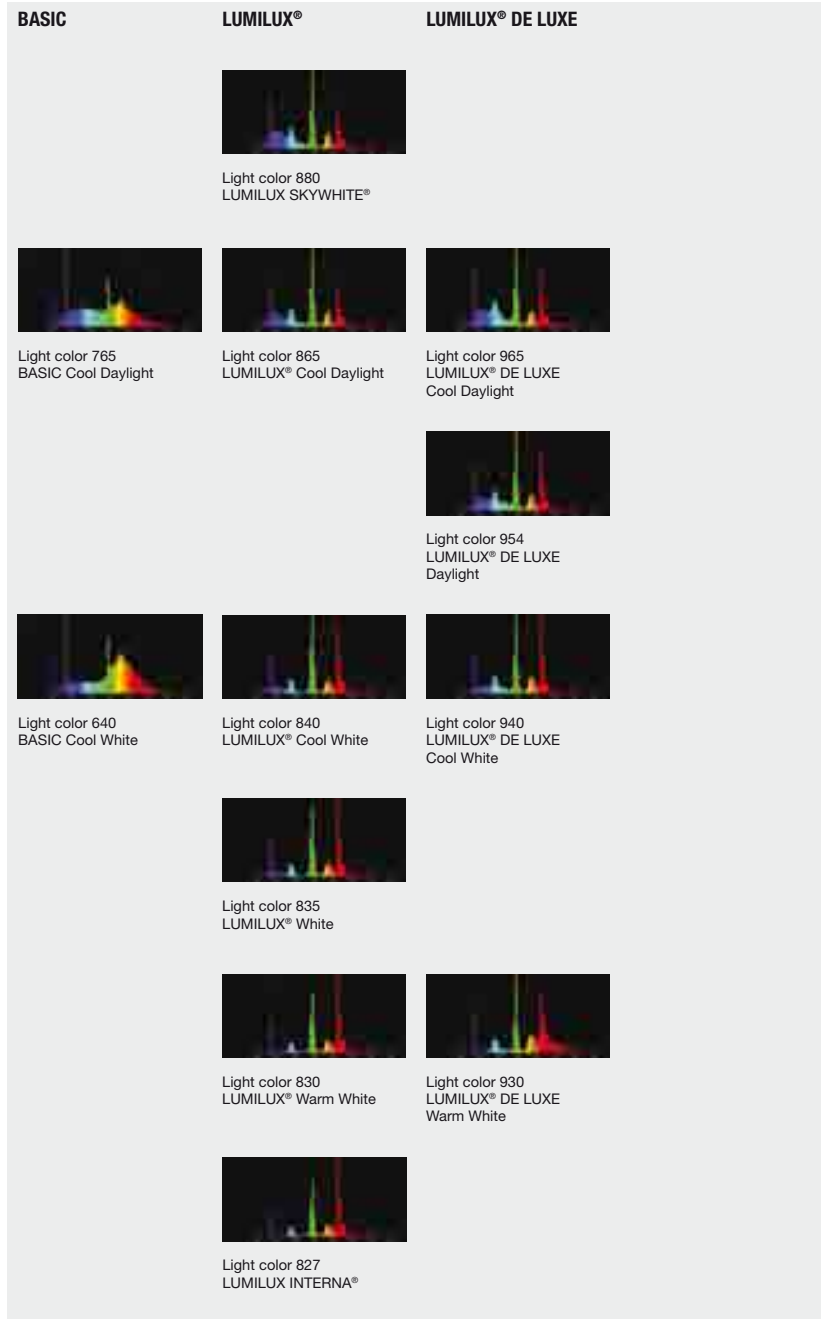 BASIC
LUMILUX®
LUMILUX® DE LUXE
Light color 880
LUMILUX SKYWHITE®
Light color 765
BASIC Cool Daylight
Light color 865
LUMILUX® Cool Daylight
Light color 965
LUMILUX® DE LUXE
Cool Daylight
Light color 954
LUMILUX® DE LUXE
Daylight
Light color 640
BASIC Cool White
Light color 840
LUMILUX® Cool White
Light color 940
LUMILUX® DE LUXE
Cool White
Light color 835
LUMILUX® White
Light color 830
LUMILUX® Warm White
Light color 930
LUMILUX® DE LUXE
Warm White
Light color 827
LUMILUX INTERNA®